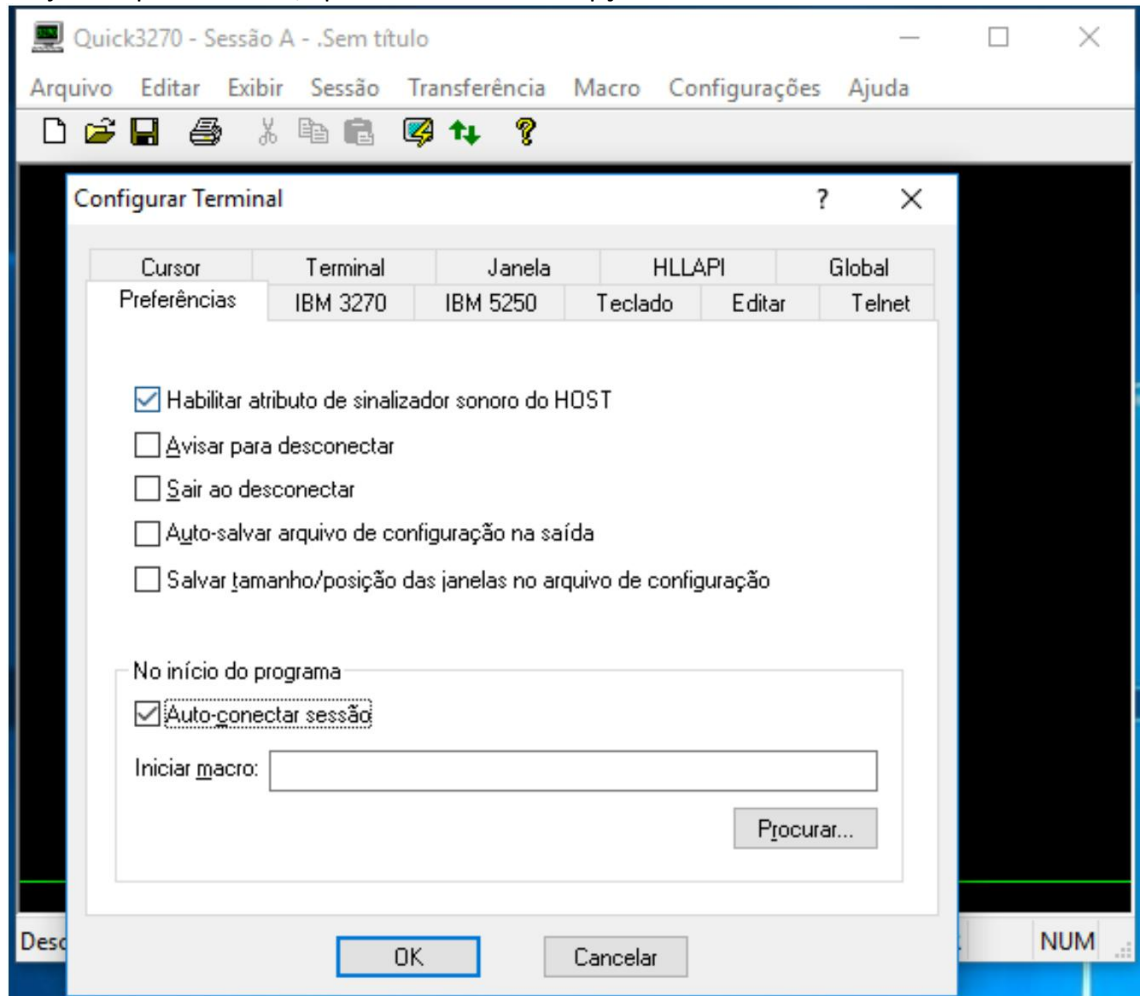 Quick3270 - Sessão A - .Sem título
Arquivo Editar Exibir Sessão Transferência Macro Configurações Ajuda
Configurar Terminal
Cursor Terminal Janela HLLAPI Global
Preferências IBM 3270 IBM 5250 Teclado Editar Telnet
Habilitar atributo de sinalizador sonoro do HOST
Avisar para desconectar
Sair ao desconectar
Auto-salvar arquivo de configuração na saída
Salvar tamanho/posição das janelas no arquivo de configuração
No início do programa
Auto-conectar sessão
Iniciar macro:
Procurar...
Desc NUM
OK Cancelar